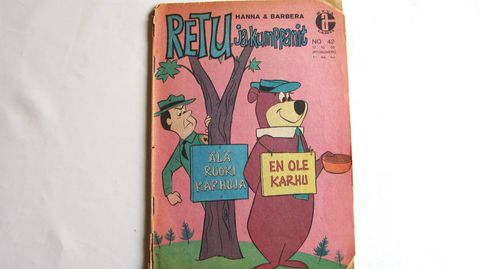 HANNA & BARBERA
RETU
ja kumppanit
NO 42
ÄLÄ
RUOKI
KARHUJA
EN OLE
KARHU